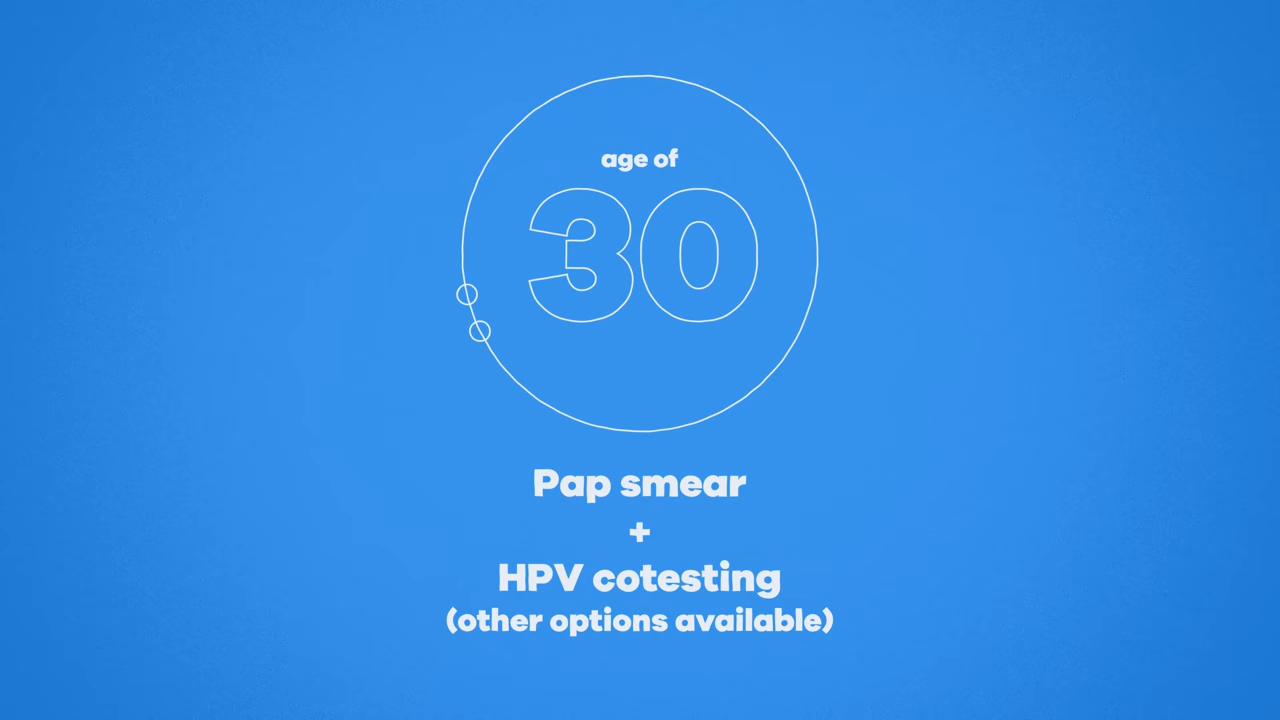 age of
30
Pap smear
+
HPV cotesting
(other options available)